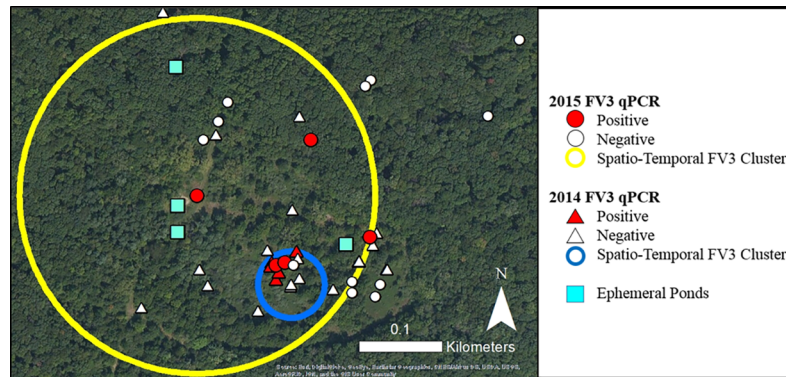 N
0.1
Kilometers
2015 FV3 qPCR
Positive
Negative
Spatio-Temporal FV3 Cluster
2014 FV3 qPCR
Positive
Negative
Spatio-Temporal FV3 Cluster
Ephemeral Ponds